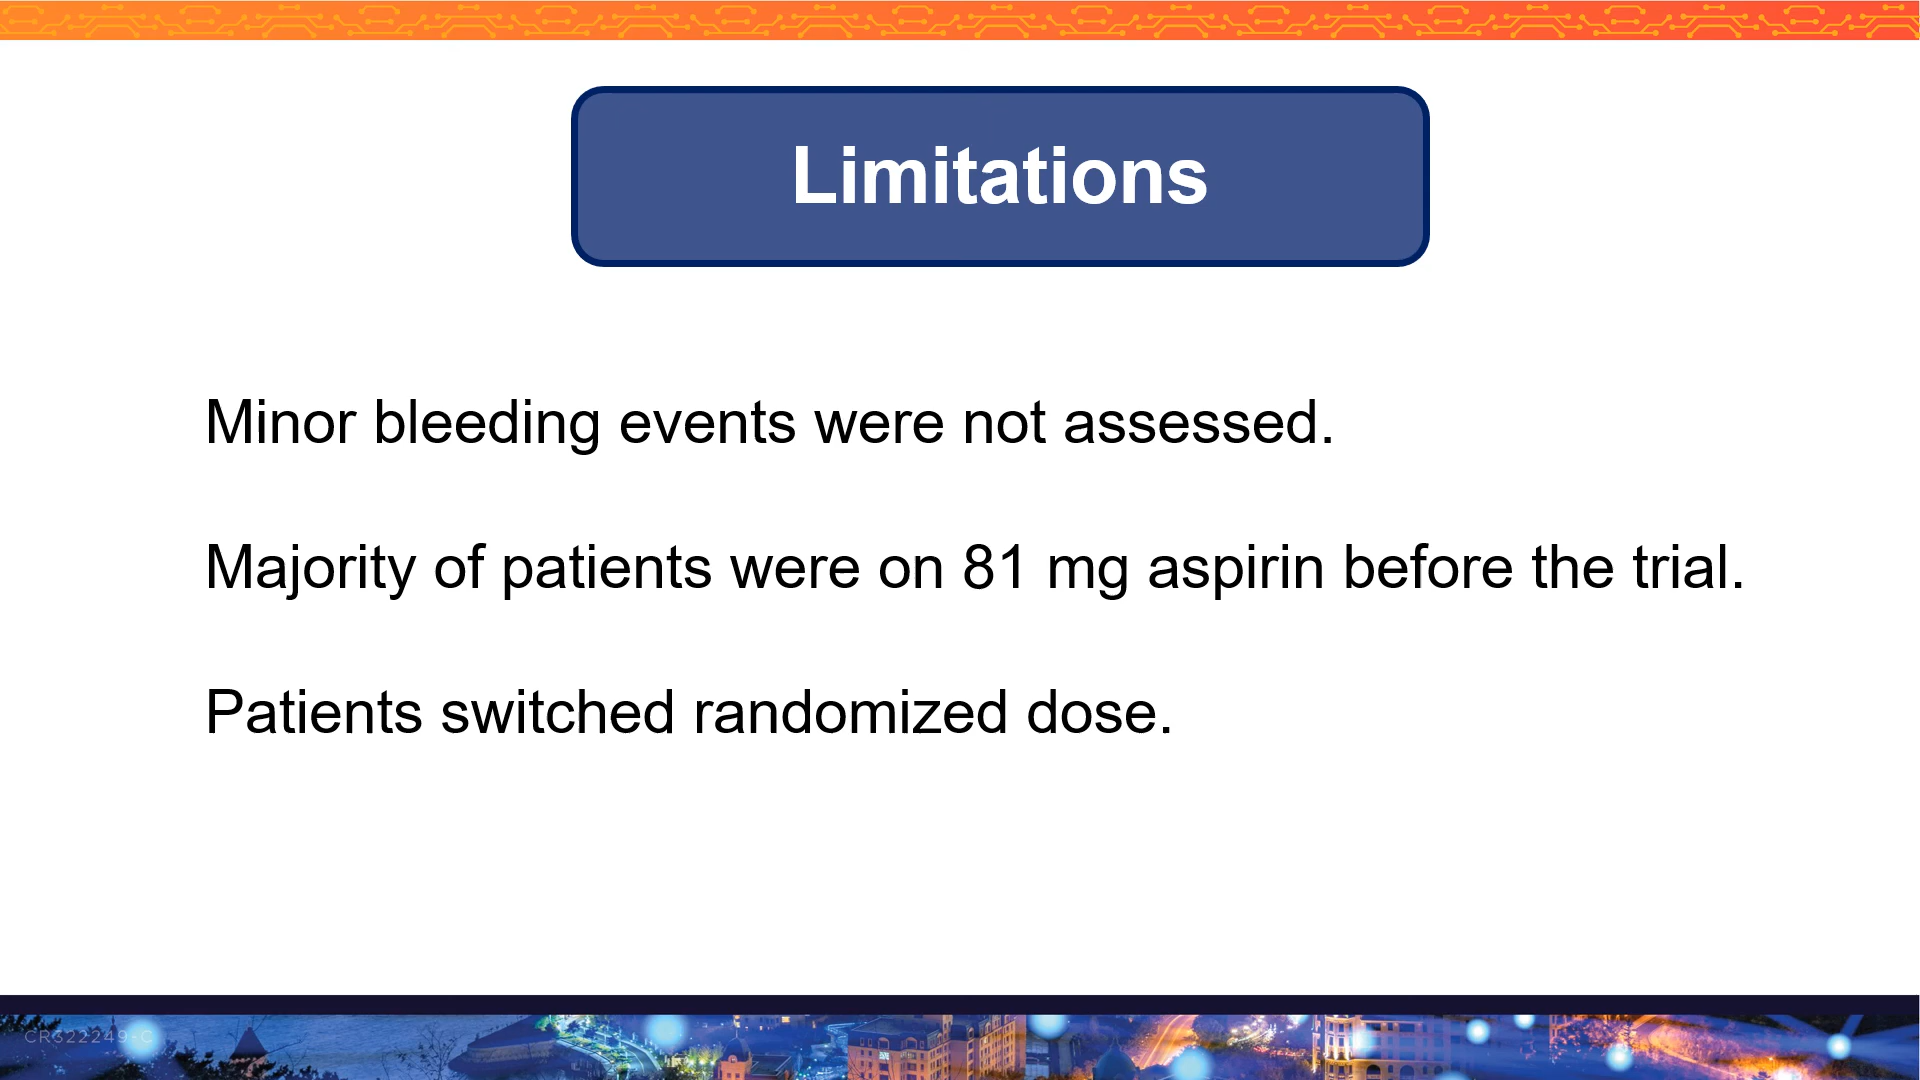 Limitations
Minor bleeding events were not assessed.
Majority of patients were on 81 mg aspirin before the trial.
Patients switched randomized dose.
CR322249-C